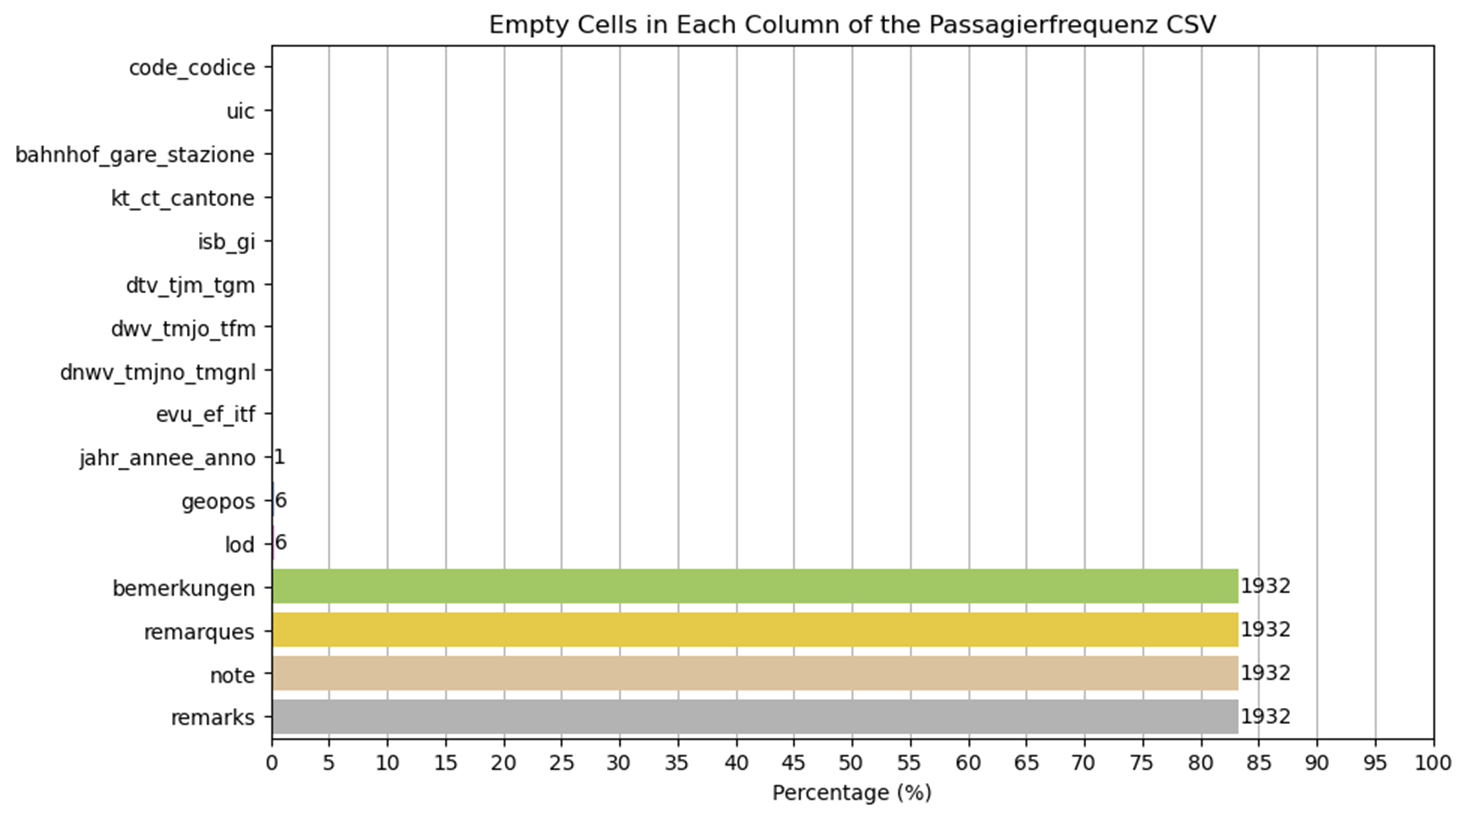 Empty Cells in Each Column of the Passagierfrequenz CSV
code_codice
uic
bahnhof_gare_stazione
kt_ct_cantone
isb_gi
dtv_tjm_tgm
dwv_tmjo_tfm
dnwv_tmjno_tmgnl
evu_ef_itf
jahr_annee_anno 1
geopos 6
lod 6
bemerkungen 1932
remarques 1932
note 1932
remarks 1932
0 5 10 15 20 25 30 35 40 45 50 55 60 65 70 75 80 85 90 95 100
Percentage (%)